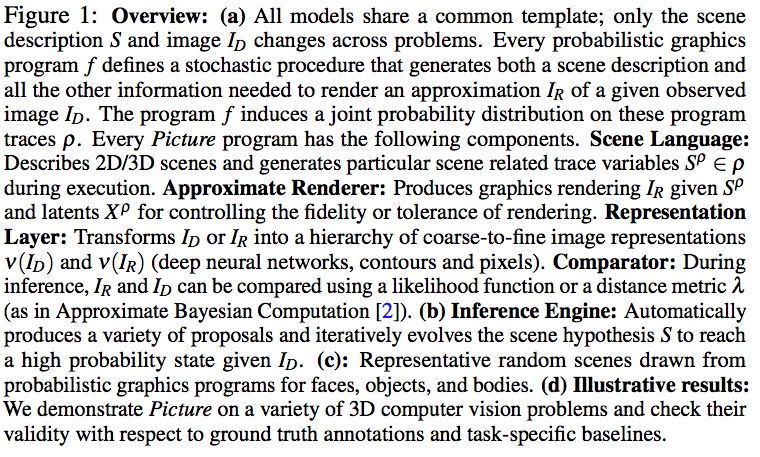 Figure 1: Overview: (a) All models share a common template; only the scene
description S and image I_D changes across problems. Every probabilistic graphics
program f defines a stochastic procedure that generates both a scene description and
all the other information needed to render an approximation I_R of a given observed
image I_D. The program f induces a joint probability distribution on these program
traces ρ. Every Picture program has the following components. Scene Language:
Describes 2D/3D scenes and generates particular scene related trace variables S^ρ ∈ ρ
during execution. Approximate Renderer: Produces graphics rendering I_R given S^ρ
and latents X^ρ for controlling the fidelity or tolerance of rendering. Representation
Layer: Transforms I_D or I_R into a hierarchy of coarse-to-fine image representations
ν(I_D) and ν(I_R) (deep neural networks, contours and pixels). Comparator: During
inference, I_R and I_D can be compared using a likelihood function or a distance metric λ
(as in Approximate Bayesian Computation [2]). (b) Inference Engine: Automatically
produces a variety of proposals and iteratively evolves the scene hypothesis S to reach
a high probability state given I_D. (c): Representative random scenes drawn from
probabilistic graphics programs for faces, objects, and bodies. (d) Illustrative results:
We demonstrate Picture on a variety of 3D computer vision problems and check their
validity with respect to ground truth annotations and task-specific baselines.